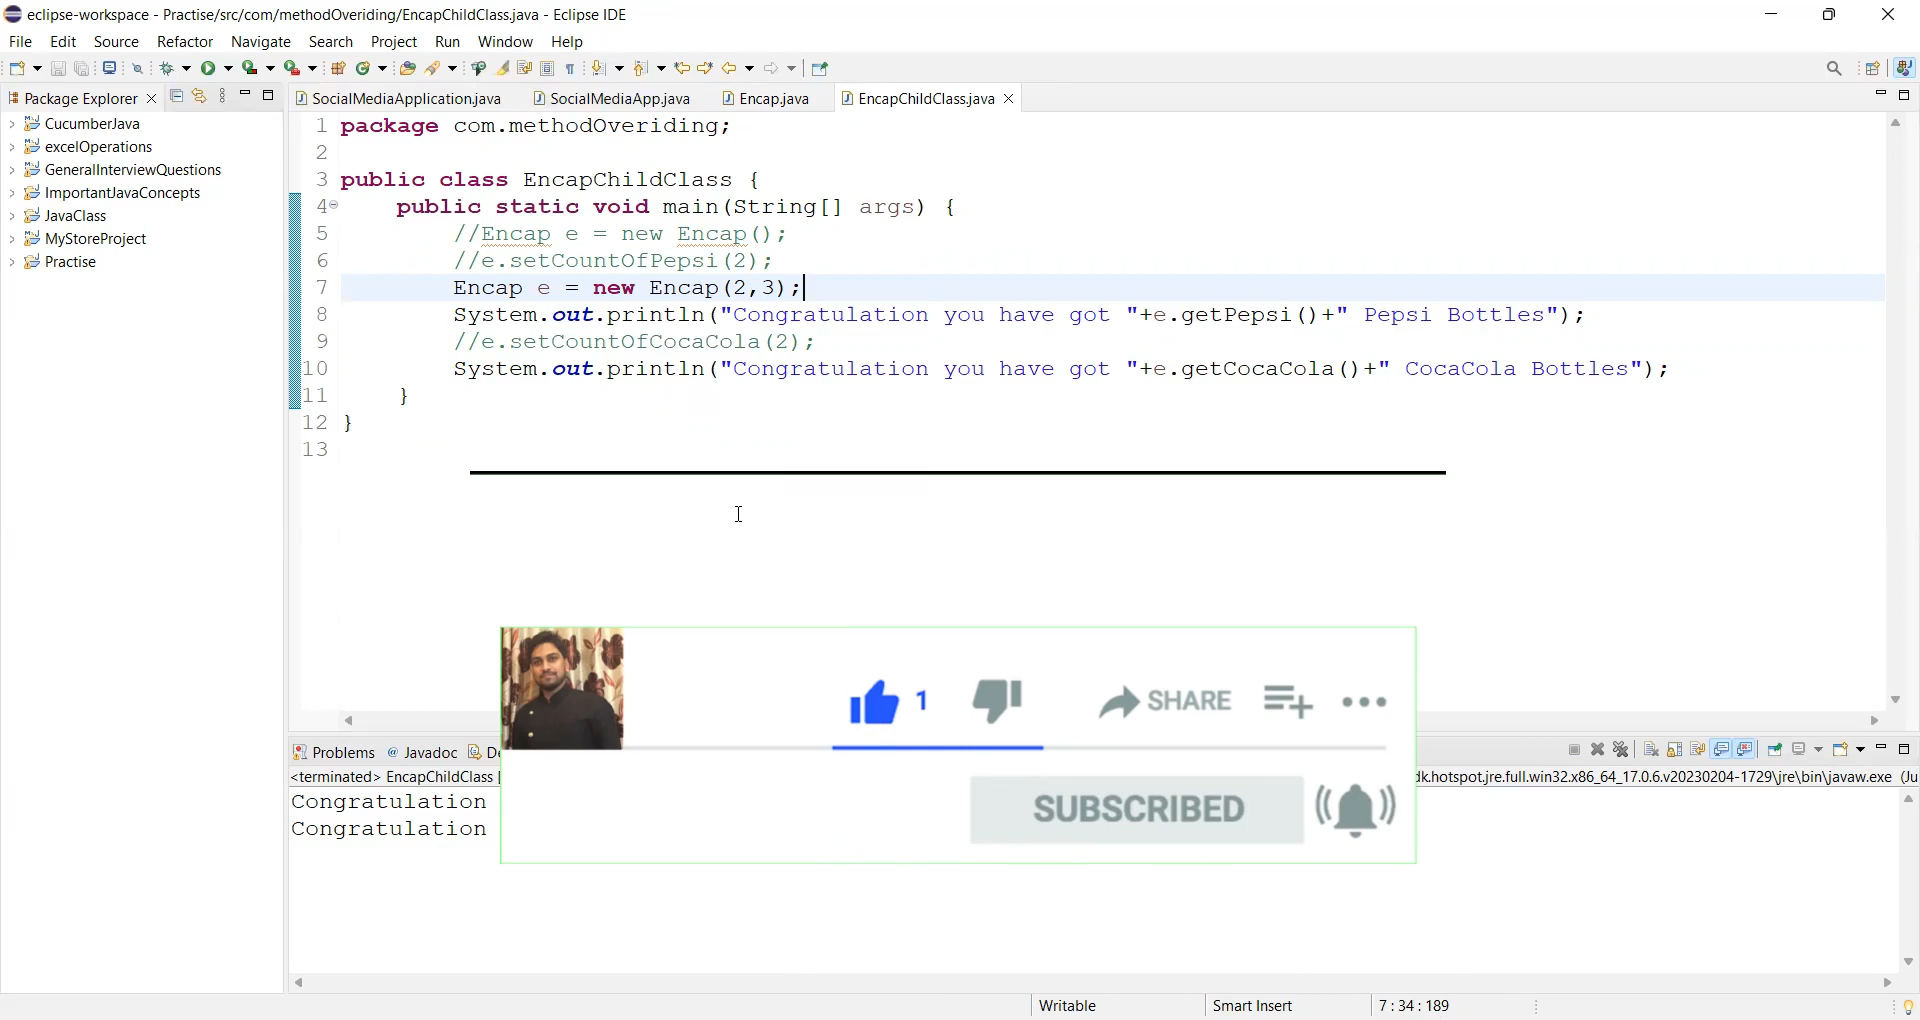 eclipse-workspace - Practise/src/com/methodOveriding/EncapChildClass.java - Eclipse IDE
File Edit Source Refactor Navigate Search Project Run Window Help
Package Explorer
SocialMediaApplication.java SocialMediaApp.java Encap.java EncapChildClass.java
CucumberJava
excelOperations
GeneralInterviewQuestions
ImportantJavaConcepts
JavaClass
MyStoreProject
Practise
1 package com.methodOveriding;
2
3 public class EncapChildClass {
4 public static void main(String[] args) {
5 //Encap e = new Encap();
6 //e.setCountOfPepsi(2);
7 Encap e = new Encap(2,3);
8 System.out.println("Congratulation you have got "+e.getPepsi()+" Pepsi Bottles");
9 //e.setCountOfCocaCola(2);
10 System.out.println("Congratulation you have got "+e.getCocaCola()+" CocaCola Bottles");
11 }
12 }
13
1 SHARE
SUBSCRIBED
Problems @ Javadoc De
<terminated> EncapChildClass [
dk.hotspot.jre.full.win32.x86_64_17.0.6.v20230204-1729\jre\bin\javaw.exe (Ju
Congratulation
Congratulation
Writable Smart Insert 7 : 34 : 189